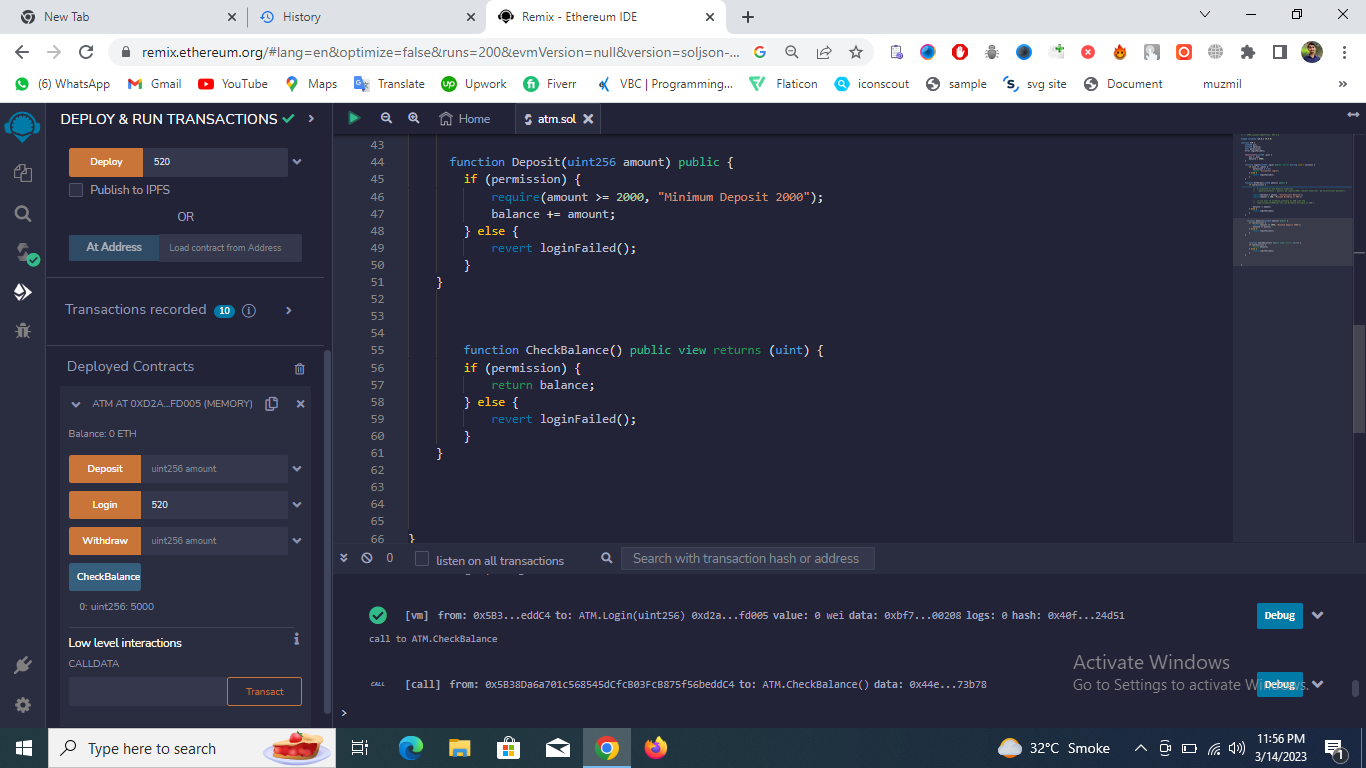 New Tab
History
Remix - Ethereum IDE
remix.ethereum.org/#lang=en&optimize=false&runs=200&evmVersion=null&version=soljson-...
(6) WhatsApp
Gmail
YouTube
Maps
Translate
Upwork
Fiverr
VBC | Programming...
Flaticon
iconscout
sample
svg site
Document
muzmil
DEPLOY & RUN TRANSACTIONS
Deploy 520
Publish to IPFS
OR
At Address Load contract from Address
Transactions recorded 10 i
Deployed Contracts
ATM AT 0XD2A...FD005 (MEMORY)
Balance: 0 ETH
Deposit uint256 amount
Login 520
Withdraw uint256 amount
CheckBalance
0: uint256: 5000
Low level interactions i
CALLDATA
Transact
Home
atm.sol
43
44 function Deposit(uint256 amount) public {
45 if (permission) {
46 require(amount >= 2000, "Minimum Deposit 2000");
47 balance += amount;
48 } else {
49 revert loginFailed();
50 }
51 }
52
53
54
55 function CheckBalance() public view returns (uint) {
56 if (permission) {
57 return balance;
58 } else {
59 revert loginFailed();
60 }
61 }
62
63
64
65
66 }
0 listen on all transactions
Search with transaction hash or address
[vm] from: 0x5B3...eddC4 to: ATM.Login(uint256) 0xd2a...fd005 value: 0 wei data: 0xbf7...00208 logs: 0 hash: 0x40f...24d51
Debug
call to ATM.CheckBalance
CALL [call] from: 0x5B38Da6a701c568545dCfcB03FcB875f56beddC4 to: ATM.CheckBalance() data: 0x44e...73b78
Debug
>
Activate Windows
Go to Settings to activate Windows.
Type here to search
32°C Smoke
11:56 PM
3/14/2023
1